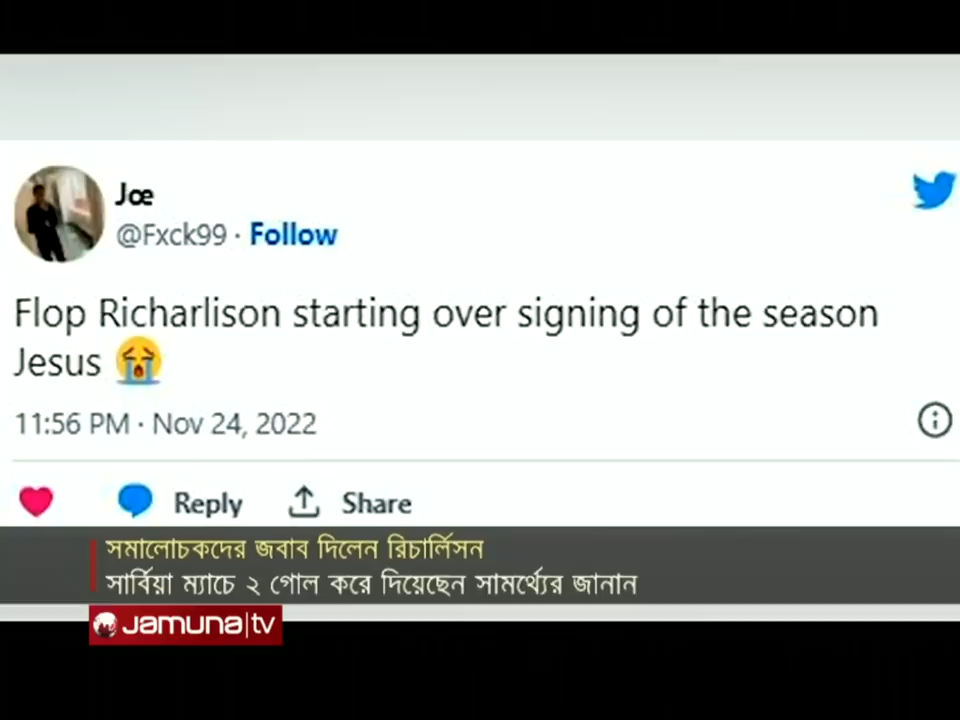 Jœ
@Fxck99 · Follow
Flop Richarlison starting over signing of the season
Jesus 😭
11:56 PM · Nov 24, 2022
Reply Share
সমালোচকদের জবাব দিলেন রিচার্লিসন
সার্বিয়া ম্যাচে ২ গোল করে দিয়েছেন সামর্থ্যের জানান
Jamuna|tv